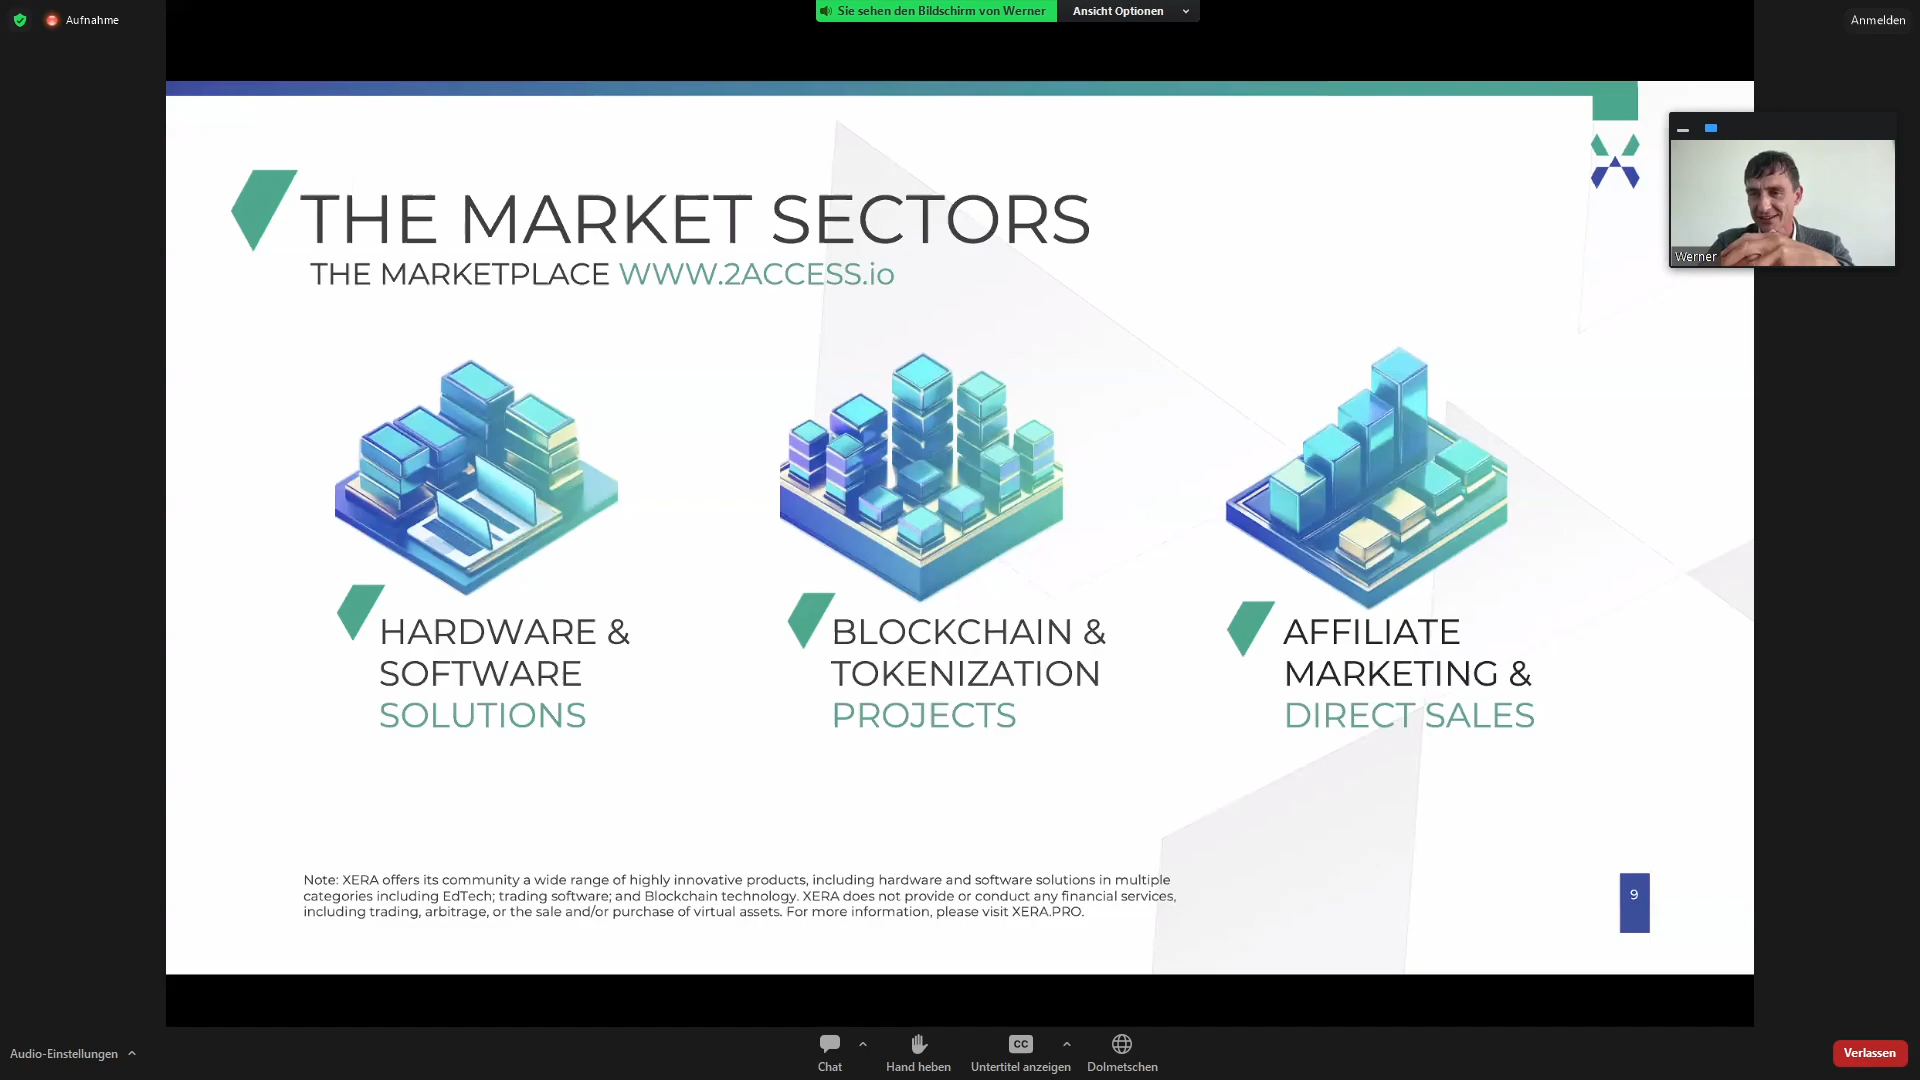 Aufnahme
Sie sehen den Bildschirm von Werner
Ansicht Optionen
Anmelden
THE MARKET SECTORS
THE MARKETPLACE WWW.2ACCESS.io
Werner
HARDWARE &
SOFTWARE
SOLUTIONS
BLOCKCHAIN &
TOKENIZATION
PROJECTS
AFFILIATE
MARKETING &
DIRECT SALES
Note: XERA offers its community a wide range of highly innovative products, including hardware and software solutions in multiple
categories including EdTech; trading software; and Blockchain technology. XERA does not provide or conduct any financial services,
including trading, arbitrage, or the sale and/or purchase of virtual assets. For more information, please visit XERA.PRO.
9
Audio-Einstellungen
Chat
Hand heben
CC
Untertitel anzeigen
Dolmetschen
Verlassen